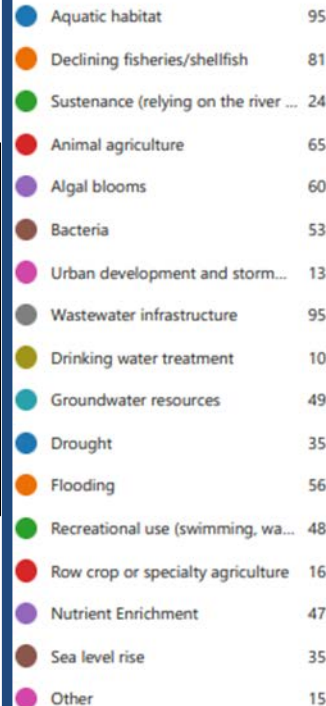 Aquatic habitat 95
Declining fisheries/shellfish 81
Sustenance (relying on the river ... 24
Animal agriculture 65
Algal blooms 60
Bacteria 53
Urban development and storm... 13
Wastewater infrastructure 95
Drinking water treatment 10
Groundwater resources 49
Drought 35
Flooding 56
Recreational use (swimming, wa... 48
Row crop or specialty agriculture 16
Nutrient Enrichment 47
Sea level rise 35
Other 15